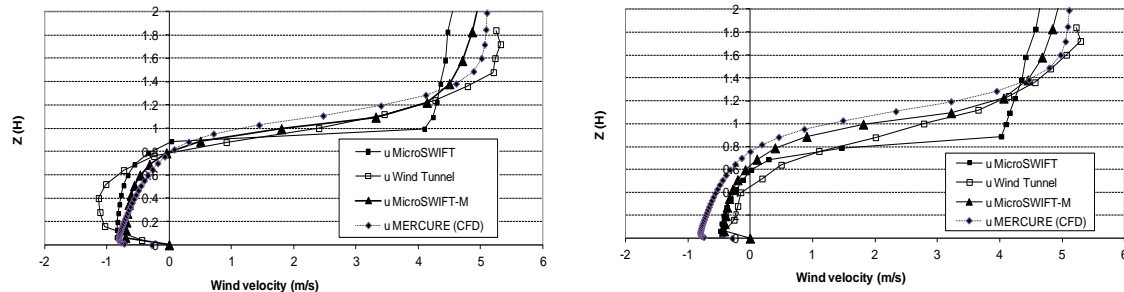 2
1.8
1.6
1.4
1.2
1
0.8
0.6
0.4
0.2
0
-2 -1 0 1 2 3 4 5 6
Z (H)
Wind velocity (m/s)
u MicroSWIFT
u Wind Tunnel
u MicroSWIFT-M
u MERCURE (CFD)
2
1.8
1.6
1.4
1.2
1
0.8
0.6
0.4
0.2
0
-2 -1 0 1 2 3 4 5 6
Z (H)
Wind velocity (m/s)
u MicroSWIFT
u Wind Tunnel
u MicroSWIFT-M
u MERCURE (CFD)